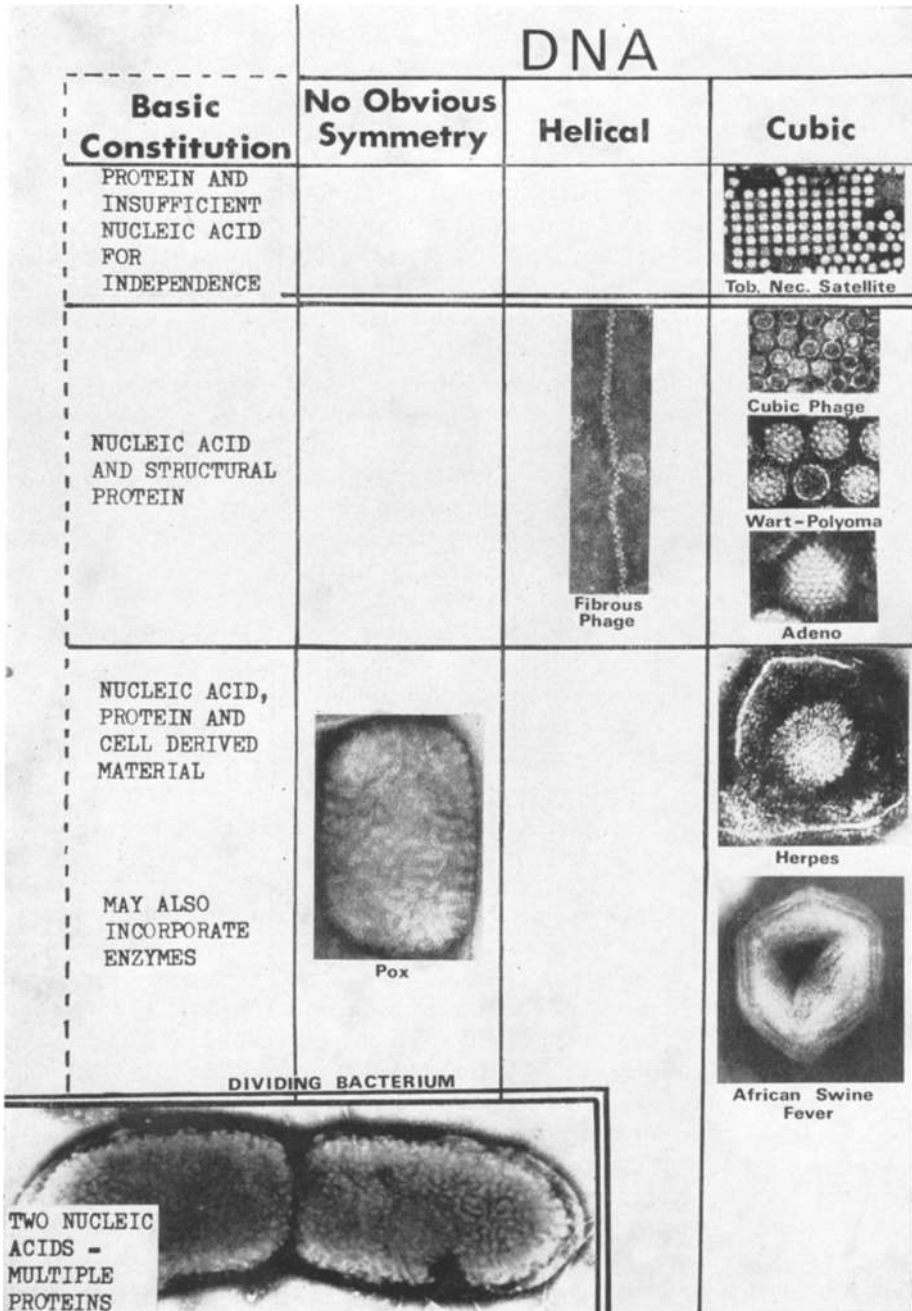 DNA
Basic
Constitution
No Obvious
Symmetry
Helical
Cubic
PROTEIN AND
INSUFFICIENT
NUCLEIC ACID
FOR
INDEPENDENCE
Tob. Nec. Satellite
NUCLEIC ACID
AND STRUCTURAL
PROTEIN
Fibrous
Phage
Cubic Phage
Wart-Polyoma
Adeno
NUCLEIC ACID,
PROTEIN AND
CELL DERIVED
MATERIAL
MAY ALSO
INCORPORATE
ENZYMES
Pox
Herpes
African Swine
Fever
DIVIDING BACTERIUM
TWO NUCLEIC
ACIDS -
MULTIPLE
PROTEINS